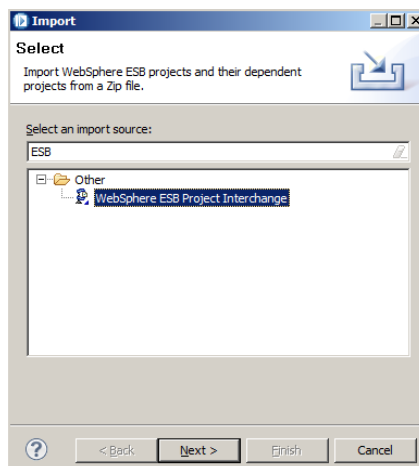 Import
Select
Import WebSphere ESB projects and their dependent
projects from a Zip file.
Select an import source:
ESB
Other
WebSphere ESB Project Interchange
?
< Back Next > Finish Cancel